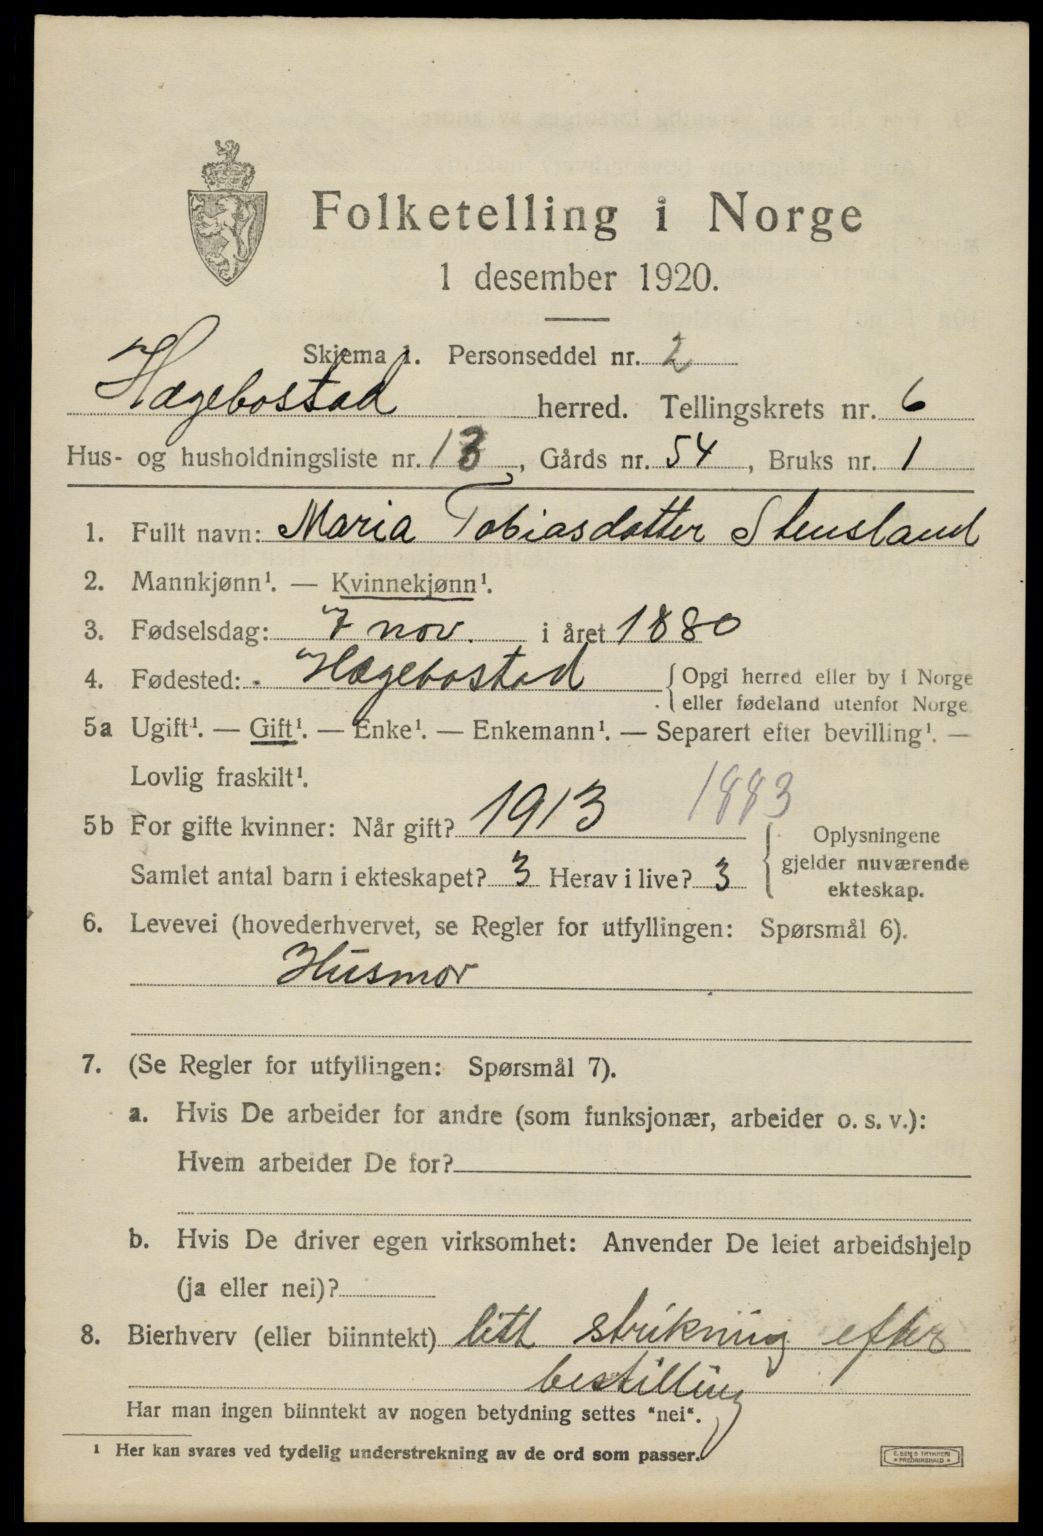 Folketelling i Norge
1 desember 1920.
Skjema 1. Personseddel nr. 2
Hægebostad herred. Tellingskrets nr. 6
Hus- og husholdningsliste nr. 13, Gårds nr. 54, Bruks nr. 1
1. Fullt navn: Maria Tobiasdatter Stensland
2. Mannkjønn¹. — Kvinnekjønn¹.
3. Fødselsdag: 7 nov. i året 1880
4. Fødested: Hægebostad {Opgi herred eller by i Norge
eller fødeland utenfor Norge
5a Ugift¹. — Gift¹. — Enke¹. — Enkemann¹. — Separert efter bevilling¹. —
Lovlig fraskilt¹.
1883
5b For gifte kvinner: Når gift? 1913
Samlet antal barn i ekteskapet? 3 Herav i live? 3
{Oplysningene
gjelder nuværende
ekteskap.
6. Levevei (hovederhvervet, se Regler for utfyllingen: Spørsmål 6).
Husmor
7. (Se Regler for utfyllingen: Spørsmål 7).
a. Hvis De arbeider for andre (som funksjonær, arbeider o. s. v.):
Hvem arbeider De for?
b. Hvis De driver egen virksomhet: Anvender De leiet arbeidshjelp
(ja eller nei)?
8. Bierhverv (eller biinntekt) litt strikning efter
bestilling
Har man ingen biinntekt av nogen betydning settes "nei".
¹ Her kan svares ved tydelig understrekning av de ord som passer.